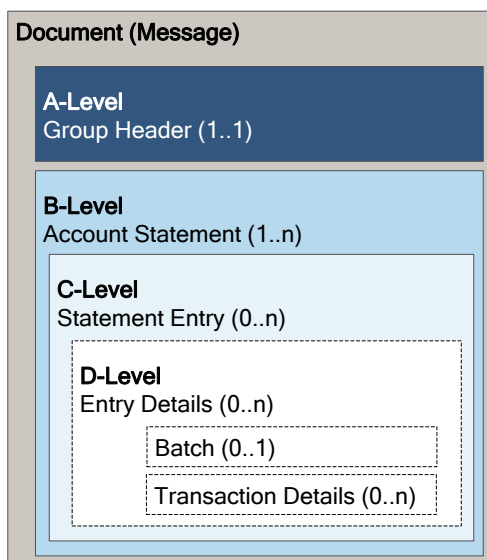 Document (Message)
A-Level
Group Header (1..1)
B-Level
Account Statement (1..n)
C-Level
Statement Entry (0..n)
D-Level
Entry Details (0..n)
Batch (0..1)
Transaction Details (0..n)